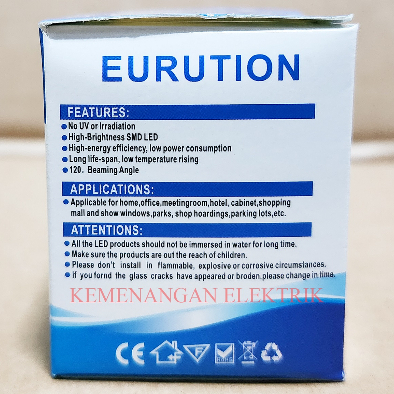 EURUTION
FEATURES:
No UV or Irradiation
High-Brightness SMD LED
High-energy efficiency, low power consumption
Long life-span, low temperature rising
120. Beaming Angle
APPLICATIONS:
Applicable for home,office,meetingroom,hotel, cabinet,shopping
mall and show windows,parks, shop hoardings,parking lots,etc.
ATTENTIONS:
All the LED products should not be immersed in water for long time.
Make sure the products are out the reach of children.
Please don't install in flammable, explosive or corrosive circumstances.
if you fornd the glass cracks have appeared or broden,please change in time.
KEMENANGAN ELEKTRIK
CE F